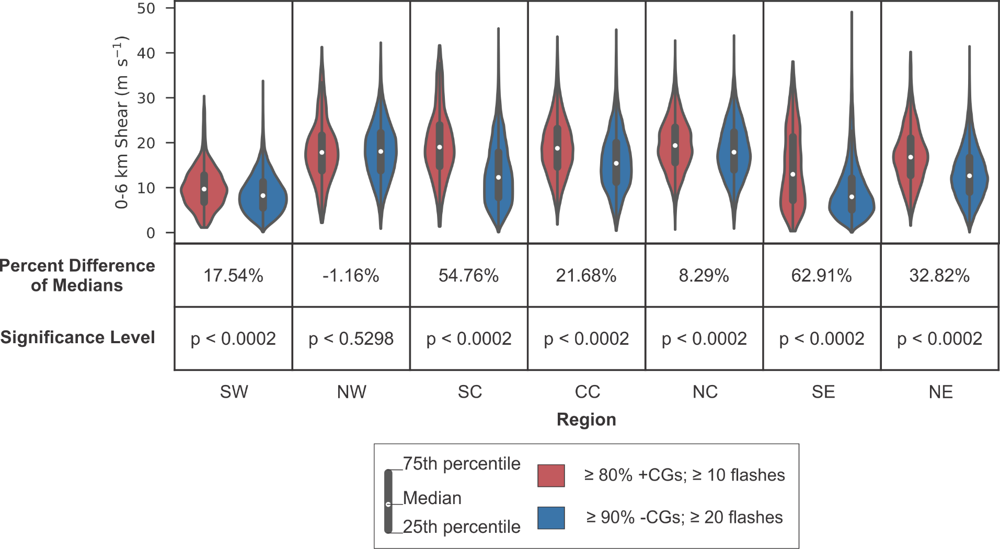 50
40
30
20
10
0
0-6 km Shear (m s⁻¹)
Percent Difference
of Medians
17.54% -1.16% 54.76% 21.68% 8.29% 62.91% 32.82%
Significance Level
p < 0.0002 p < 0.5298 p < 0.0002 p < 0.0002 p < 0.0002 p < 0.0002 p < 0.0002
SW NW SC CC NC SE NE
Region
75th percentile
Median
25th percentile
≥ 80% +CGs; ≥ 10 flashes
≥ 90% -CGs; ≥ 20 flashes